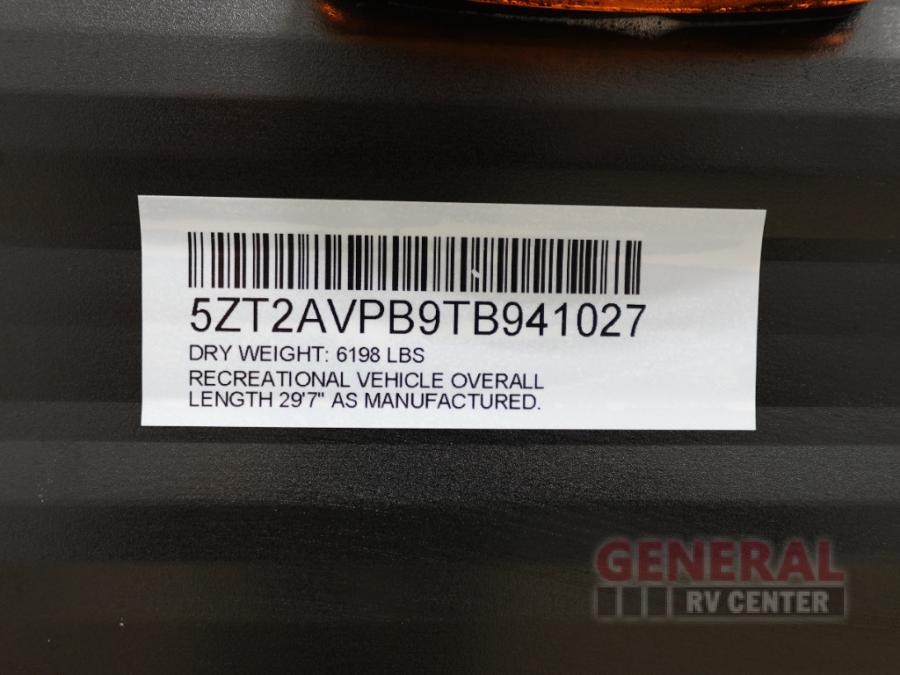 5ZT2AVPB9TB941027
DRY WEIGHT: 6198 LBS
RECREATIONAL VEHICLE OVERALL
LENGTH 29'7" AS MANUFACTURED.
GENERAL
RV CENTER